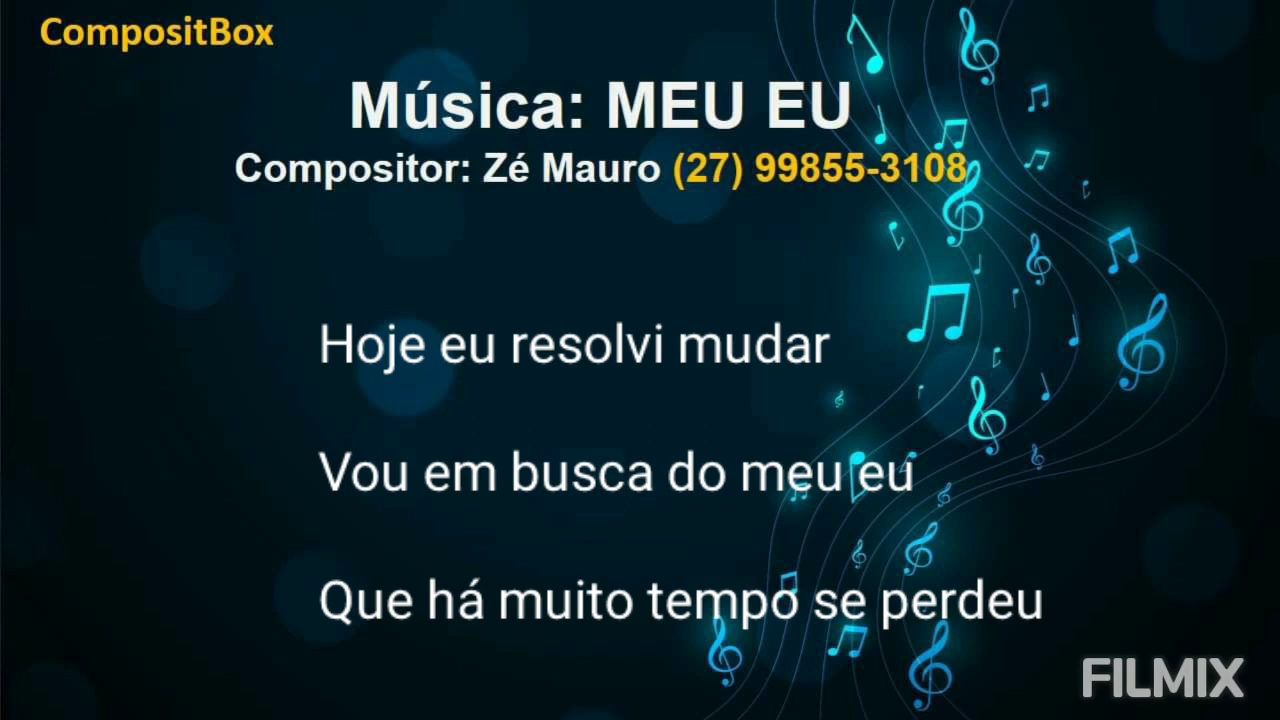 CompositBox
Música: MEU EU
Compositor: Zé Mauro (27) 99855-3108
Hoje eu resolvi mudar
Vou em busca do meu eu
Que há muito tempo se perdeu
FILMIX